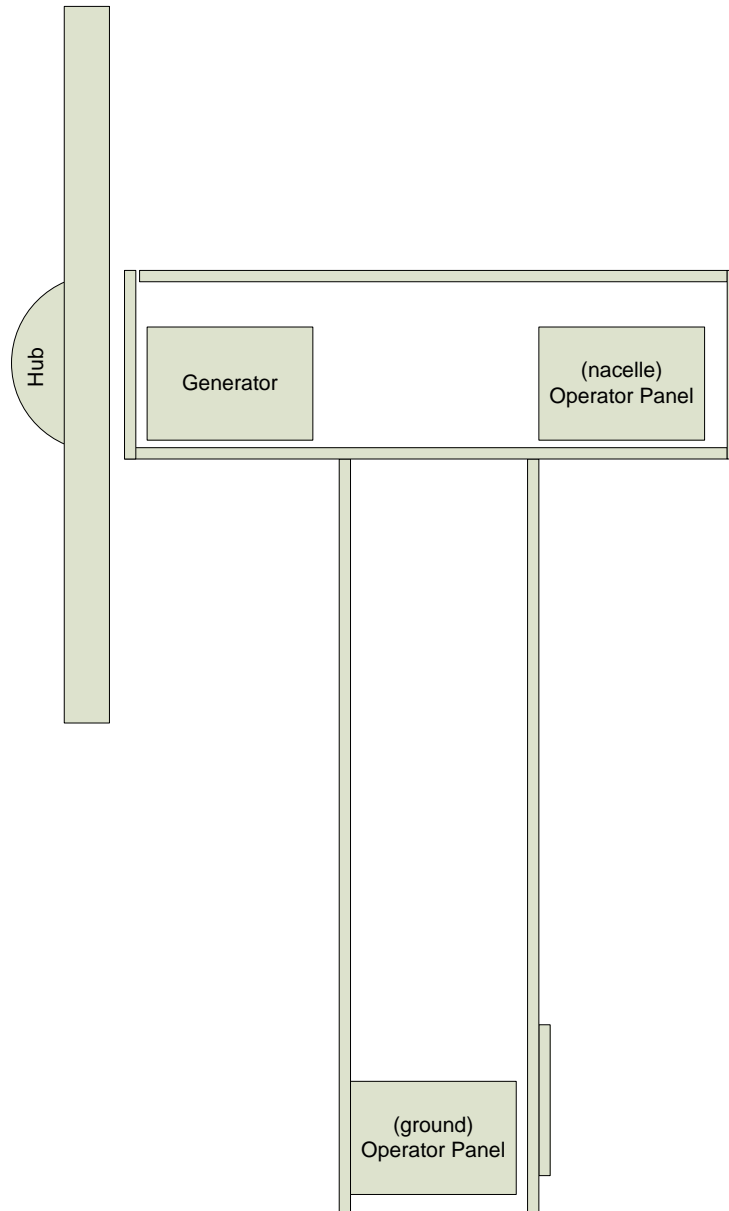 Hub
Generator
(nacelle)
Operator Panel
(ground)
Operator Panel